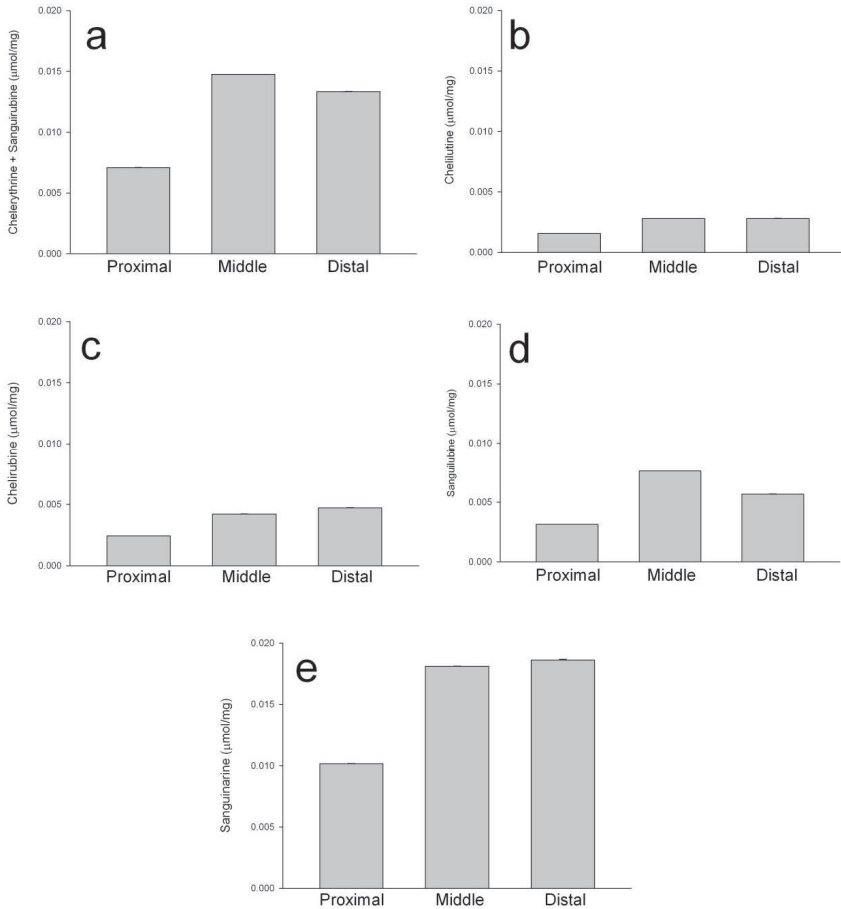 a
Chelerythrine + Sanguirubine (μmol/mg)
0.020
0.015
0.010
0.005
0.000
Proximal Middle Distal
b
Chelilutine (μmol/mg)
0.020
0.015
0.010
0.005
0.000
Proximal Middle Distal
c
Chelirubine (μmol/mg)
0.020
0.015
0.010
0.005
0.000
Proximal Middle Distal
d
Sanguilubine (μmol/mg)
0.020
0.015
0.010
0.005
0.000
Proximal Middle Distal
e
Sanguinarine (μmol/mg)
0.020
0.015
0.010
0.005
0.000
Proximal Middle Distal